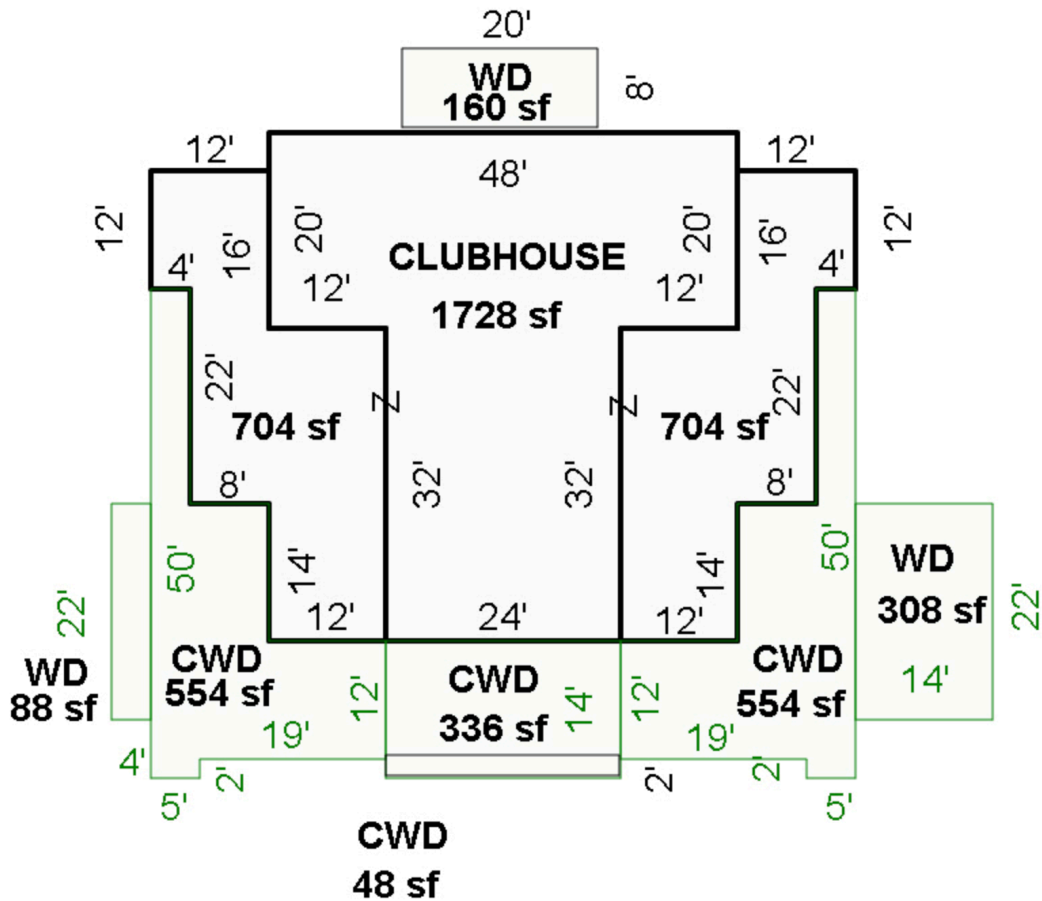 20'
WD
160 sf
8'
12'
48'
12'
12'
16'
20'
20'
16'
12'
4'
CLUBHOUSE
4'
12'
12'
1728 sf
22'
22'
Z
Z
704 sf
704 sf
8'
32'
32'
8'
50'
14'
14'
50'
WD
308 sf
22'
22'
12'
24'
12'
WD
88 sf
CWD
554 sf
12'
CWD
336 sf
14'
12'
CWD
554 sf
14'
19'
19'
4'
2'
2'
2'
5'
5'
CWD
48 sf